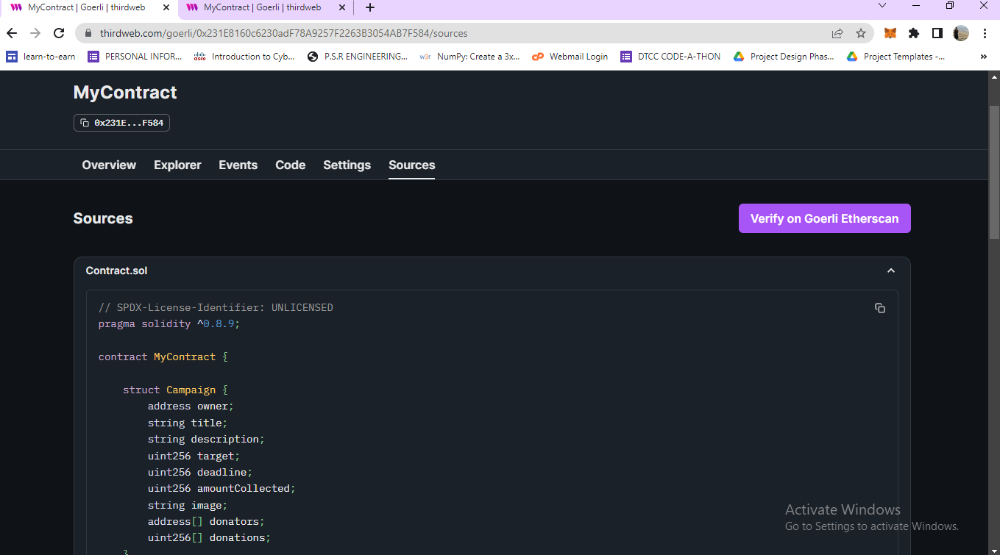 MyContract | Goerli | thirdweb
MyContract | Goerli | thirdweb
thirdweb.com/goerli/0x231E8160c6230adF78A9257F2263B3054AB7F584/sources
learn-to-earn
PERSONAL INFOR...
Introduction to Cyb...
P.S.R ENGINEERING...
NumPy: Create a 3x...
Webmail Login
DTCC CODE-A-THON
Project Design Phas...
Project Templates -...
»
MyContract
0x231E...F584
Overview Explorer Events Code Settings Sources
Sources
Verify on Goerli Etherscan
Contract.sol
// SPDX-License-Identifier: UNLICENSED
pragma solidity ^0.8.9;
contract MyContract {
struct Campaign {
address owner;
string title;
string description;
uint256 target;
uint256 deadline;
uint256 amountCollected;
string image;
address[] donators;
uint256[] donations;
}
Activate Windows
Go to Settings to activate Windows.